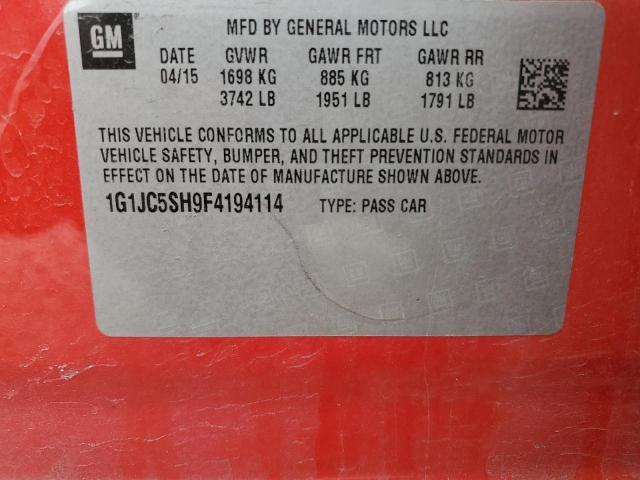 GM
MFD BY GENERAL MOTORS LLC
DATE GVWR GAWR FRT GAWR RR
04/15 1698 KG 885 KG 813 KG
3742 LB 1951 LB 1791 LB
THIS VEHICLE CONFORMS TO ALL APPLICABLE U.S. FEDERAL MOTOR
VEHICLE SAFETY, BUMPER, AND THEFT PREVENTION STANDARDS IN
EFFECT ON THE DATE OF MANUFACTURE SHOWN ABOVE.
1G1JC5SH9F4194114 TYPE: PASS CAR